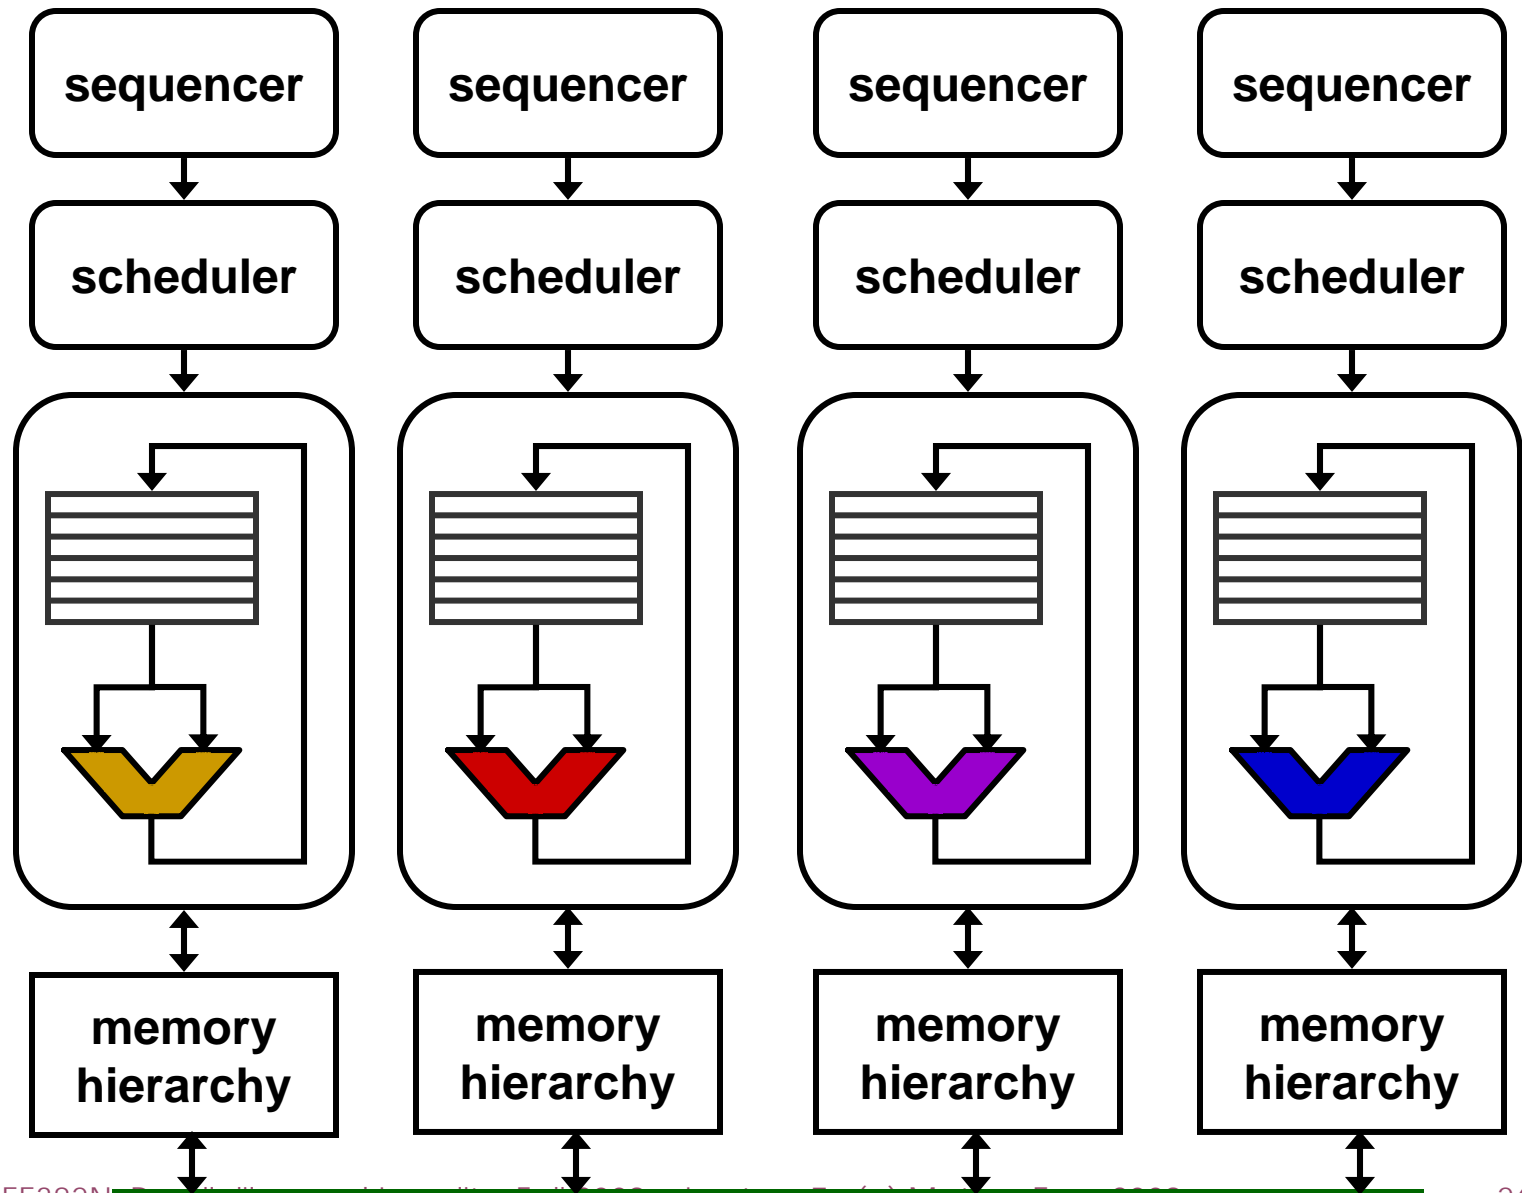 sequencer sequencer sequencer sequencer
scheduler scheduler scheduler scheduler
memory memory memory memory
hierarchy hierarchy hierarchy hierarchy